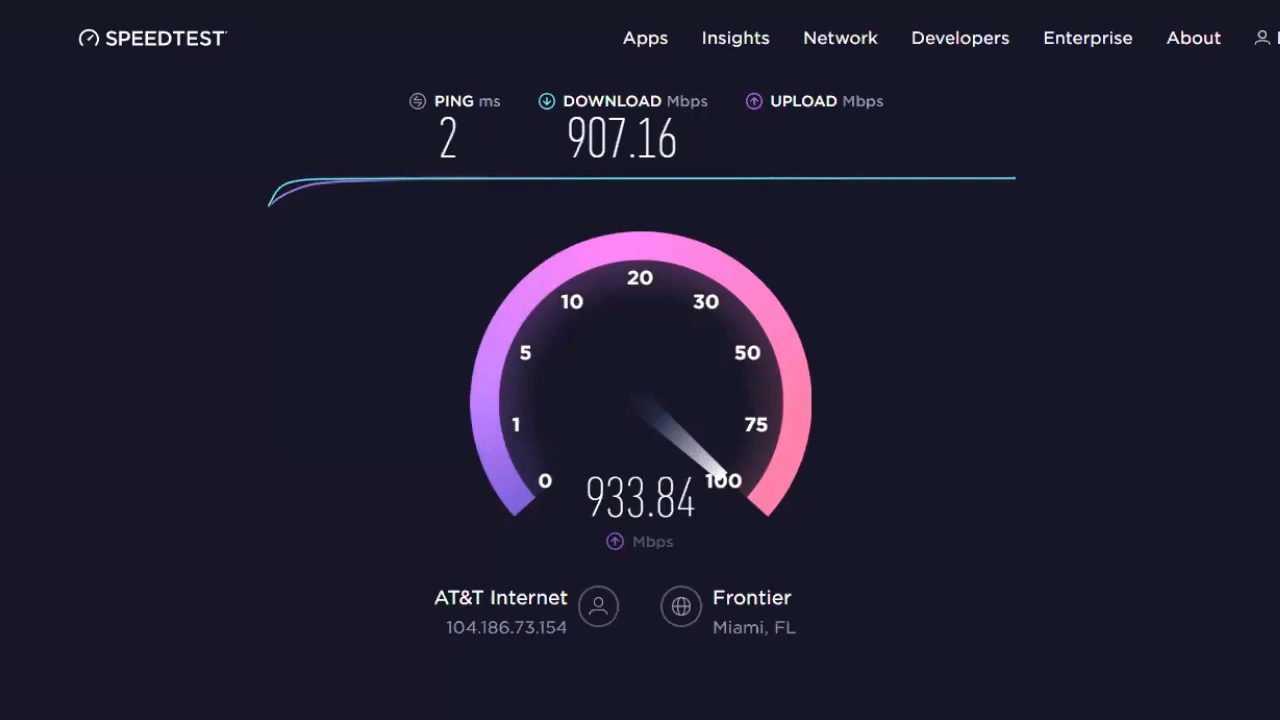 SPEEDTEST
Apps Insights Network Developers Enterprise About
PING ms DOWNLOAD Mbps UPLOAD Mbps
2 907.16
20
10 30
5 50
1 75
0 100
933.84
Mbps
AT&T Internet Frontier
104.186.73.154 Miami, FL